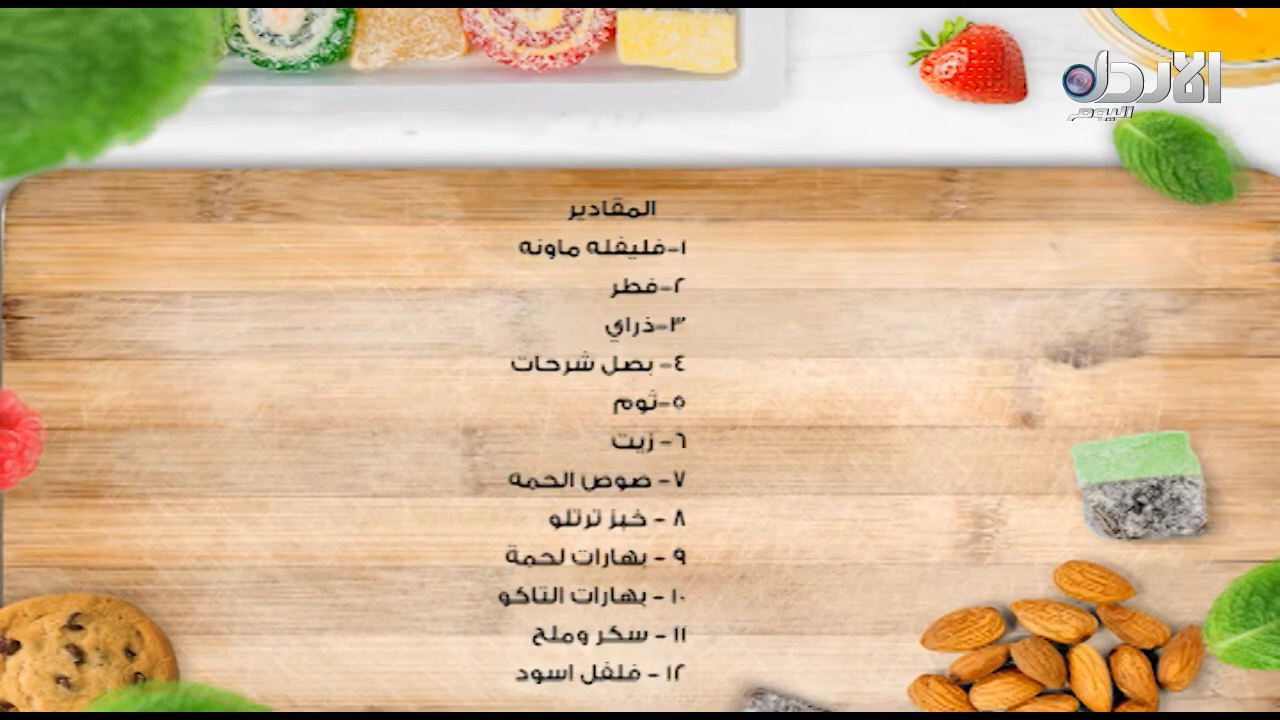 الاردن
اليوم
المقادير
١-فليفله ماونه
٢-فطر
٣-ذراي
٤- بصل شرحات
٥-ثوم
٦- زيت
٧- صوص الحمه
٨ - خبز ترتلو
٩ - بهارات لحمة
١٠ - بهارات التاكو
١١ - سكر وملح
١٢ - فلفل اسود